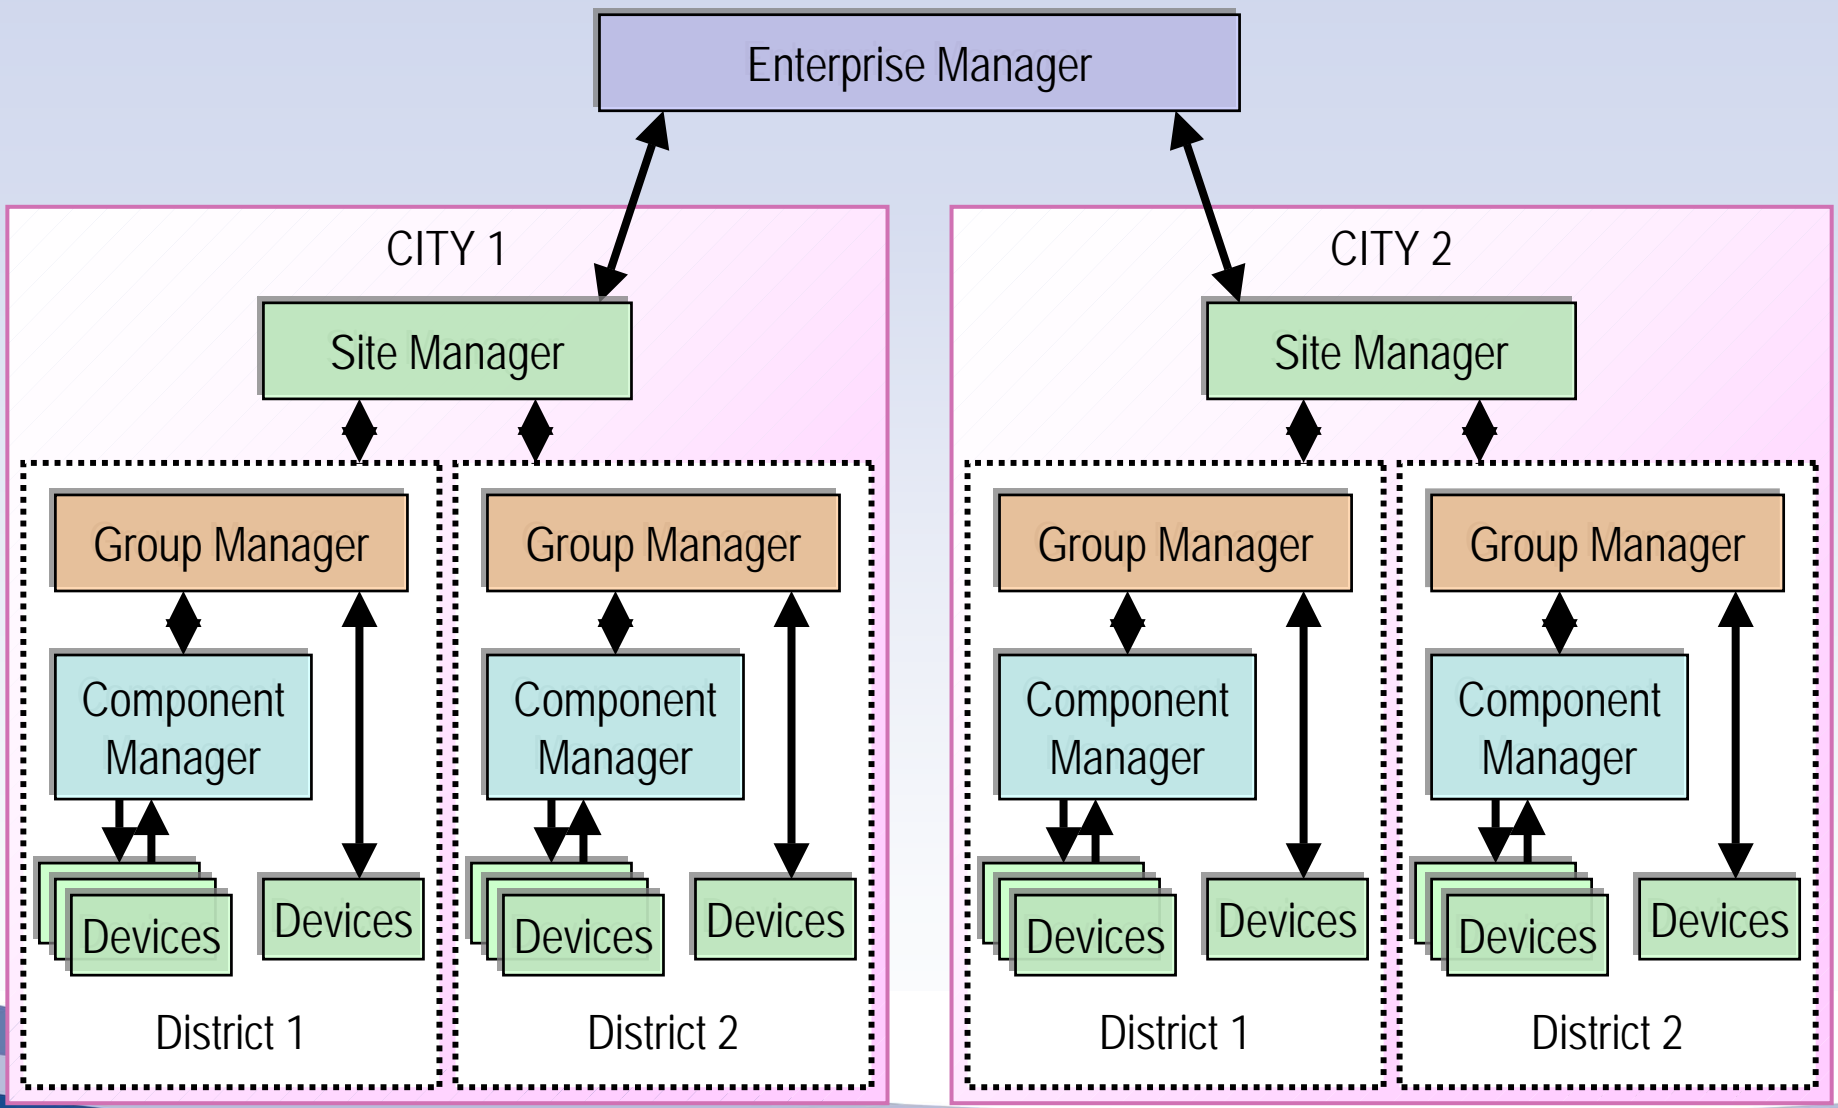 Enterprise Manager
CITY 1
CITY 2
Site Manager
Site Manager
Group Manager
Group Manager
Group Manager
Group Manager
Component
Manager
Component
Manager
Component
Manager
Component
Manager
Devices
Devices
Devices
Devices
Devices
Devices
Devices
Devices
District 1
District 2
District 1
District 2